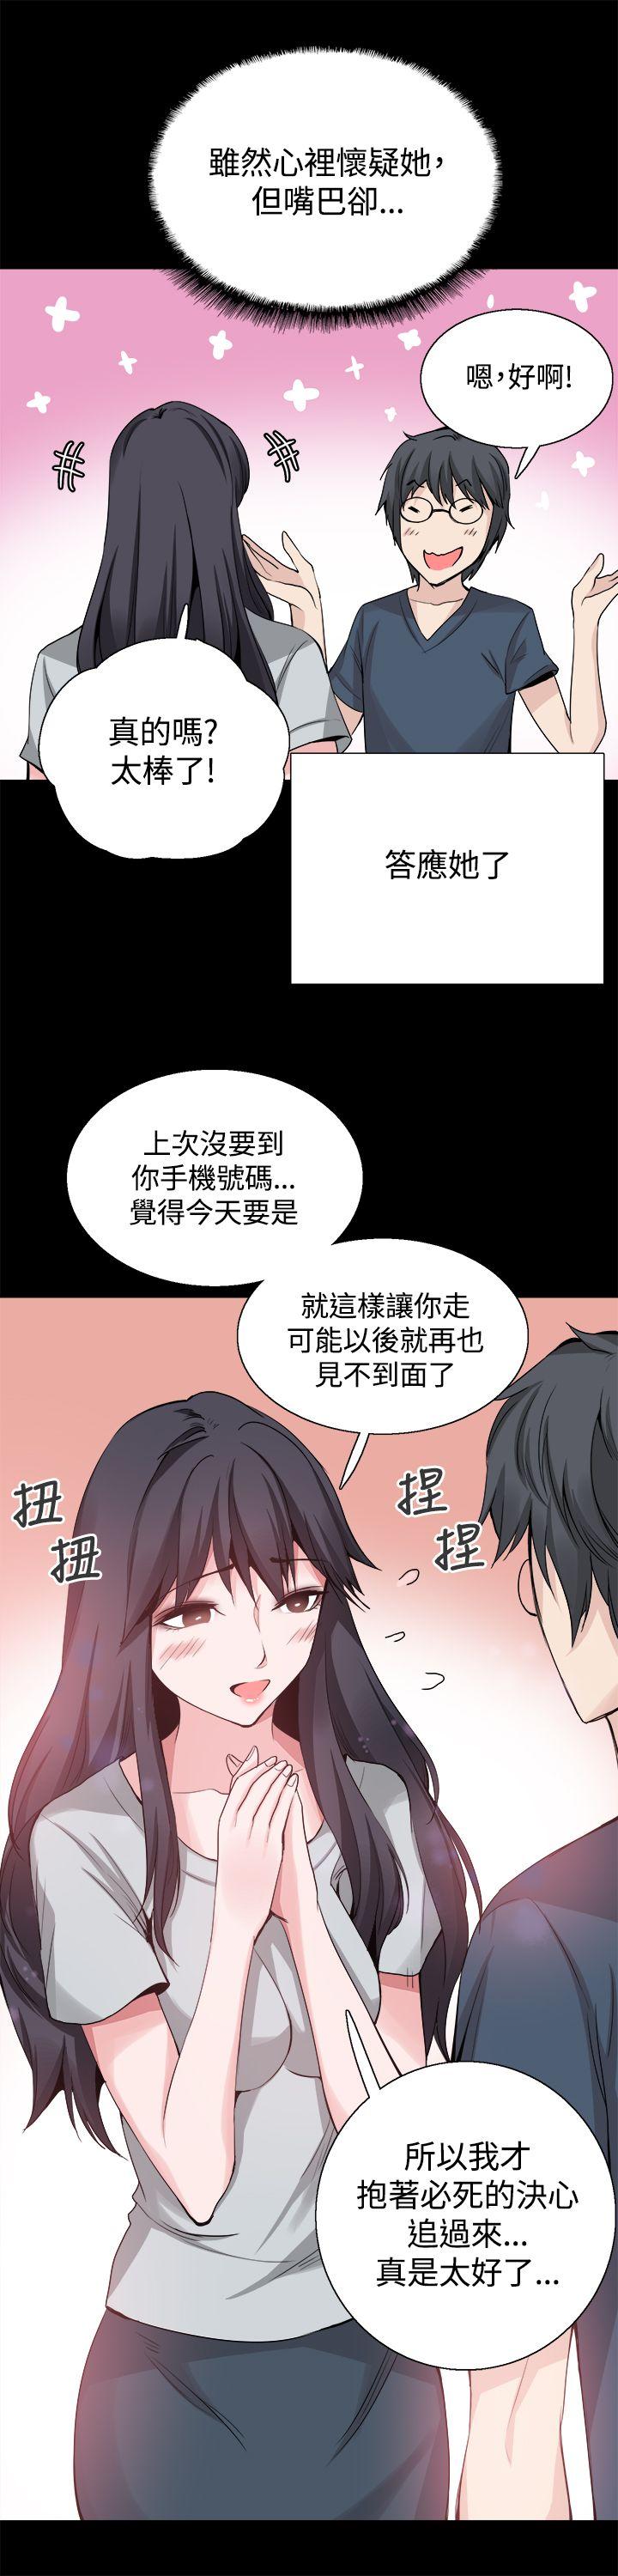 雖然心裡懷疑她，
但嘴巴卻...
嗯，好啊！
真的嗎？
太棒了！
答應她了
上次沒要到
你手機號碼...
覺得今天要是
就這樣讓你走
可能以後就再也
見不到面了
扭
扭
捏
捏
所以我才
抱著必死的決心
追過來...
真是太好了...